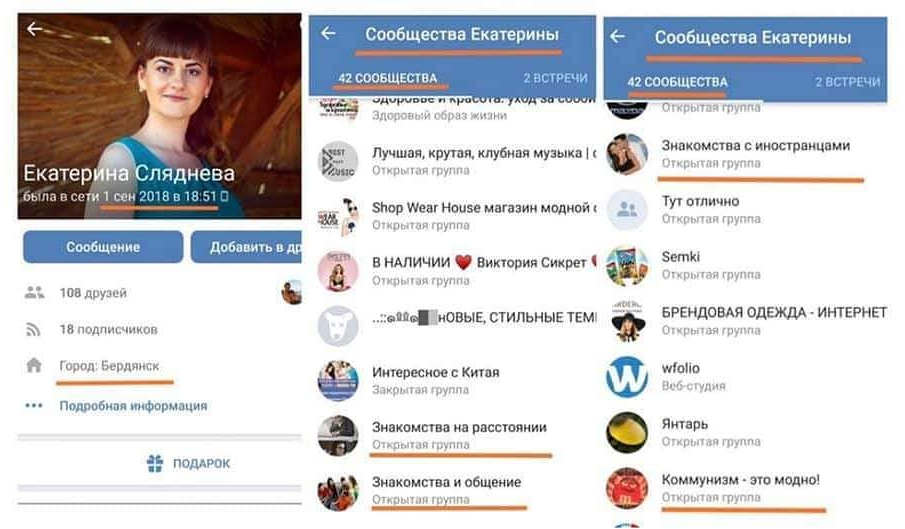 Екатерина Сляднева
была в сети 1 сен 2018 в 18:51
Сообщение
Добавить в др
108 друзей
18 подписчиков
Город: Бердянск
Подробная информация
ПОДАРОК
Сообщества Екатерины
42 СООБЩЕСТВА
2 ВСТРЕЧИ
Здоровье и красота: уход за собой
Здоровый образ жизни
Лучшая, крутая, клубная музыка | с
Открытая группа
Shop Wear House магазин модной с
Открытая группа
В НАЛИЧИИ ❤ Виктория Сикрет
Открытая группа
нОВЫЕ, СТИЛЬНЫЕ ТЕМ
Интересное с Китая
Закрытая группа
Знакомства на расстоянии
Открытая группа
Знакомства и общение
Открытая группа
Сообщества Екатерины
42 СООБЩЕСТВА
2 ВСТРЕЧИ
Открытая группа
Знакомства с иностранцами
Открытая группа
Тут отлично
Открытая группа
Semki
Открытая группа
БРЕНДОВАЯ ОДЕЖДА - ИНТЕРНЕТ
Открытая группа
wfolio
Веб-студия
Янтарь
Открытая группа
Коммунизм - это модно!
Открытая группа